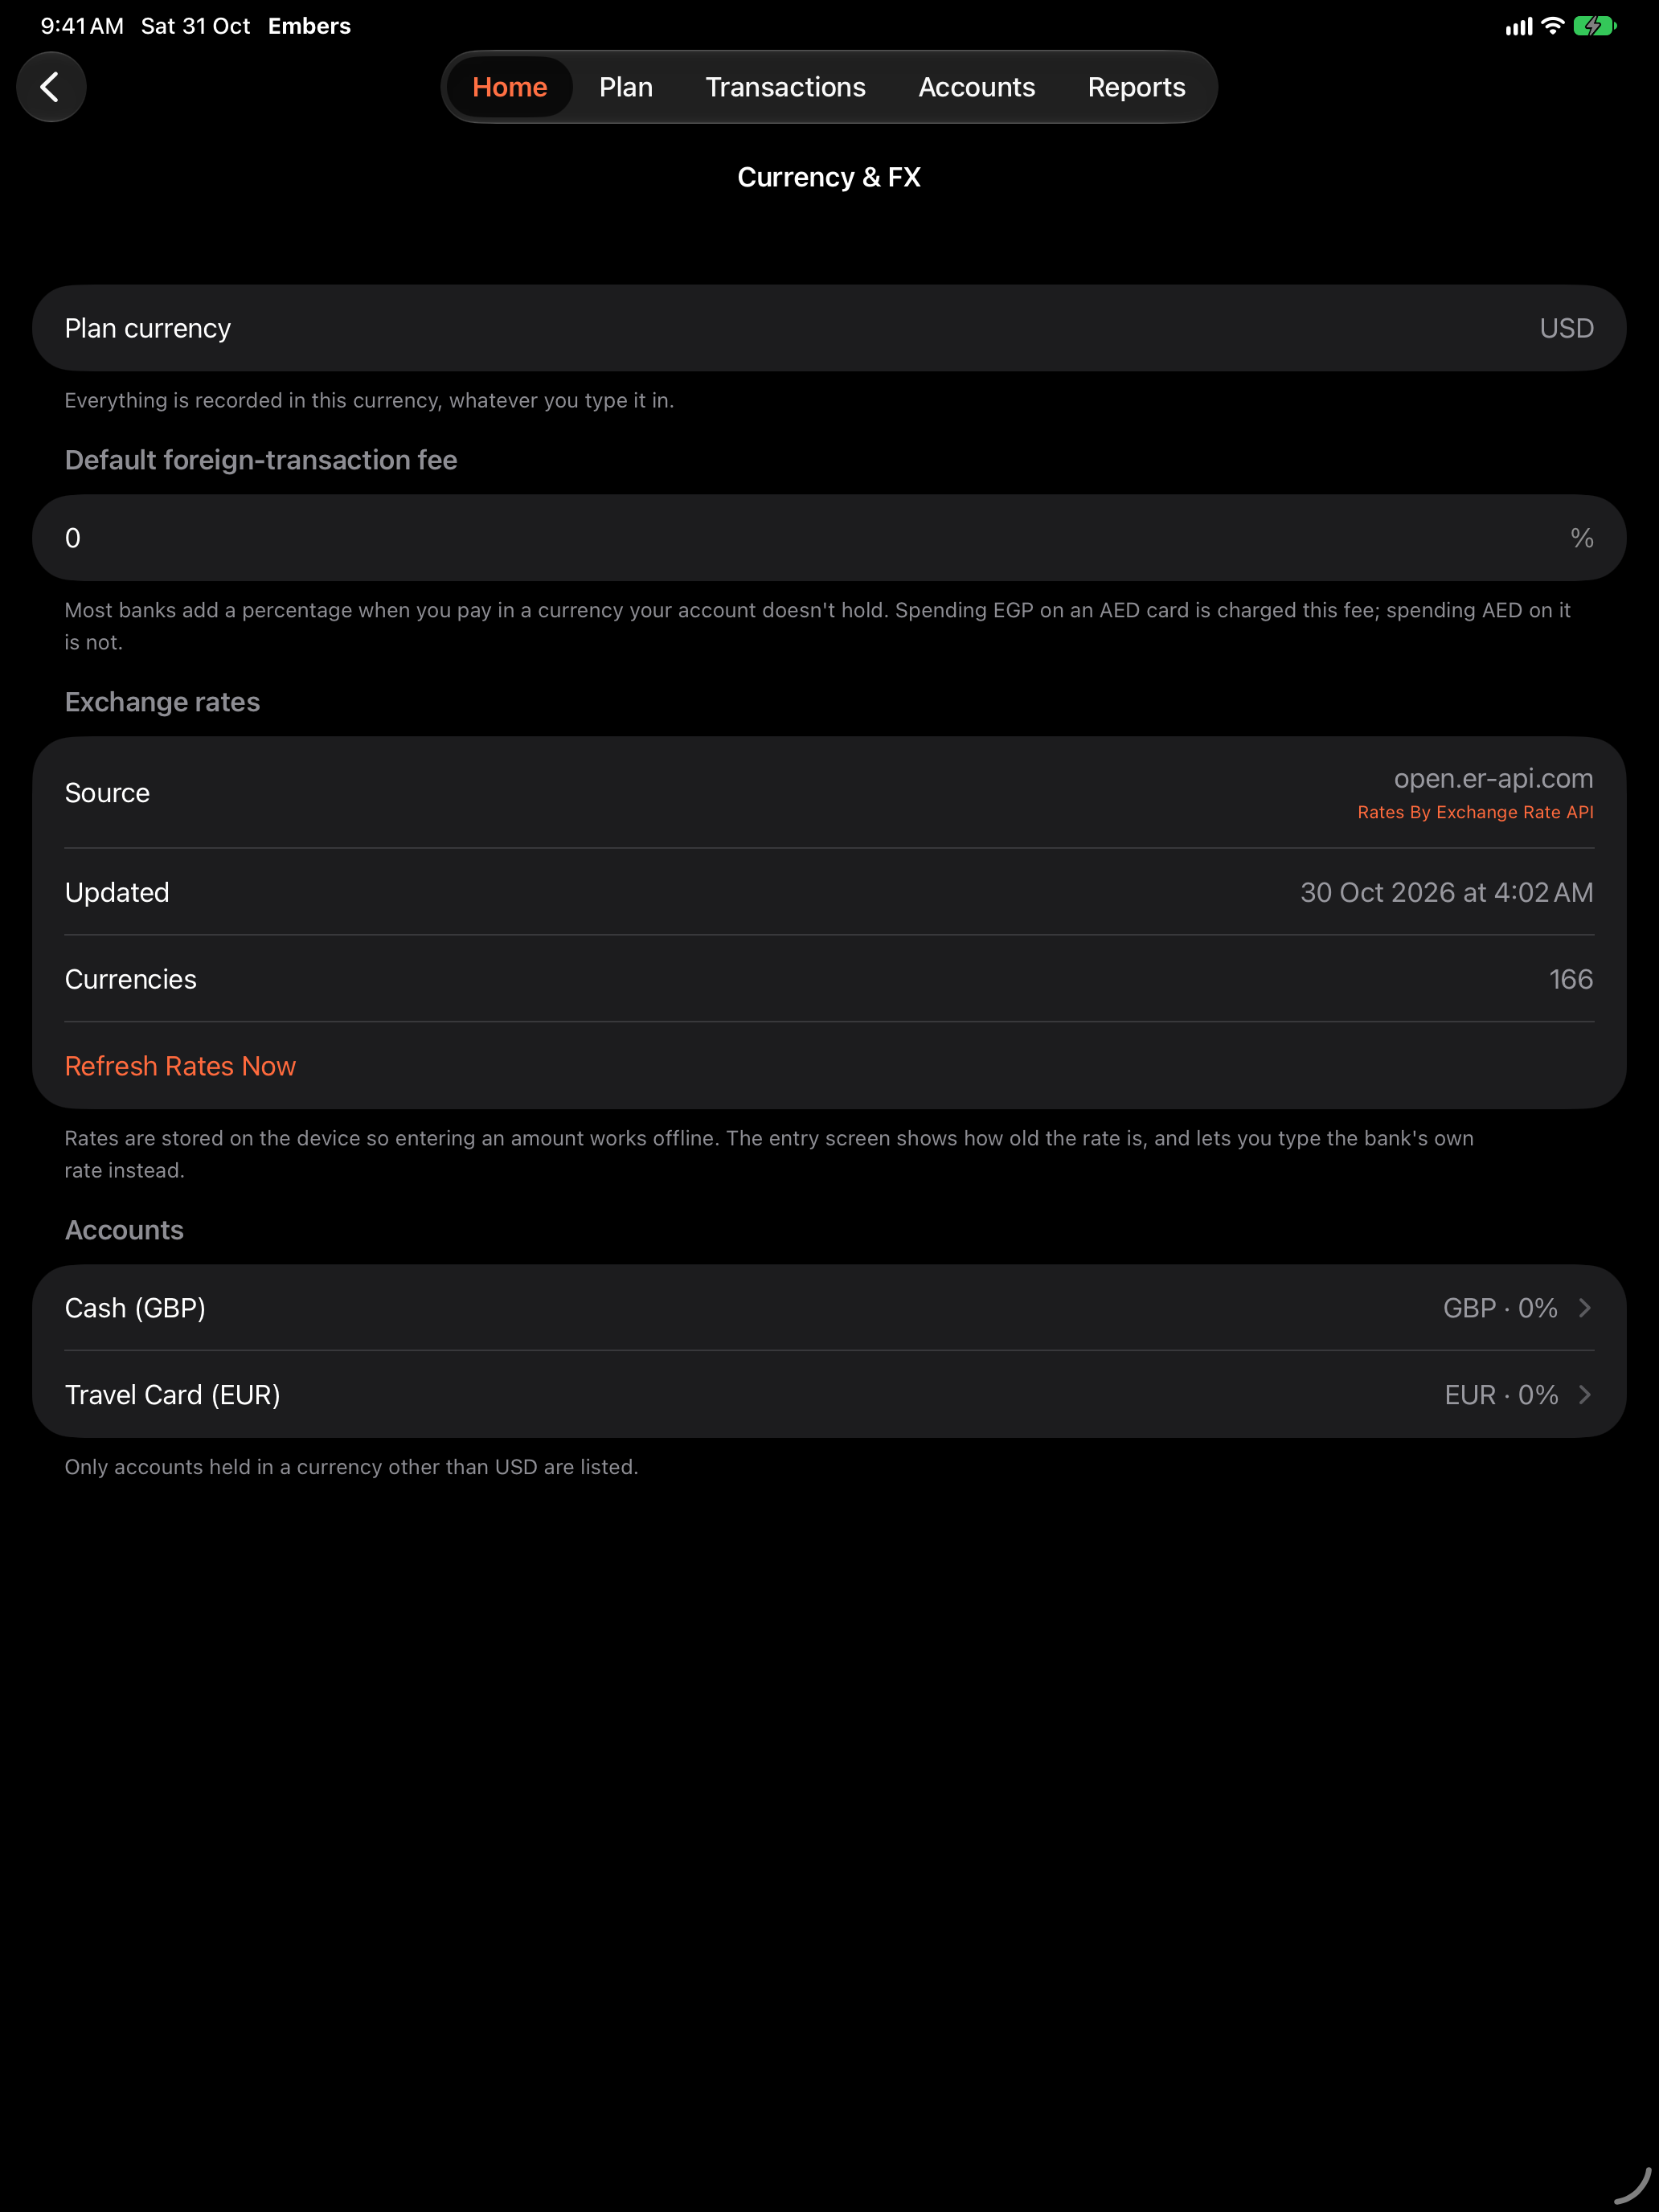 9:41 AM Sat 31 Oct Embers
Home Plan Transactions Accounts Reports
Currency & FX
Plan currency USD
Everything is recorded in this currency, whatever you type it in.
Default foreign-transaction fee
0 %
Most banks add a percentage when you pay in a currency your account doesn't hold. Spending EGP on an AED card is charged this fee; spending AED on it
is not.
Exchange rates
Source open.er-api.com
Rates By Exchange Rate API
Updated 30 Oct 2026 at 4:02 AM
Currencies 166
Refresh Rates Now
Rates are stored on the device so entering an amount works offline. The entry screen shows how old the rate is, and lets you type the bank's own
rate instead.
Accounts
Cash (GBP) GBP · 0%
Travel Card (EUR) EUR · 0%
Only accounts held in a currency other than USD are listed.